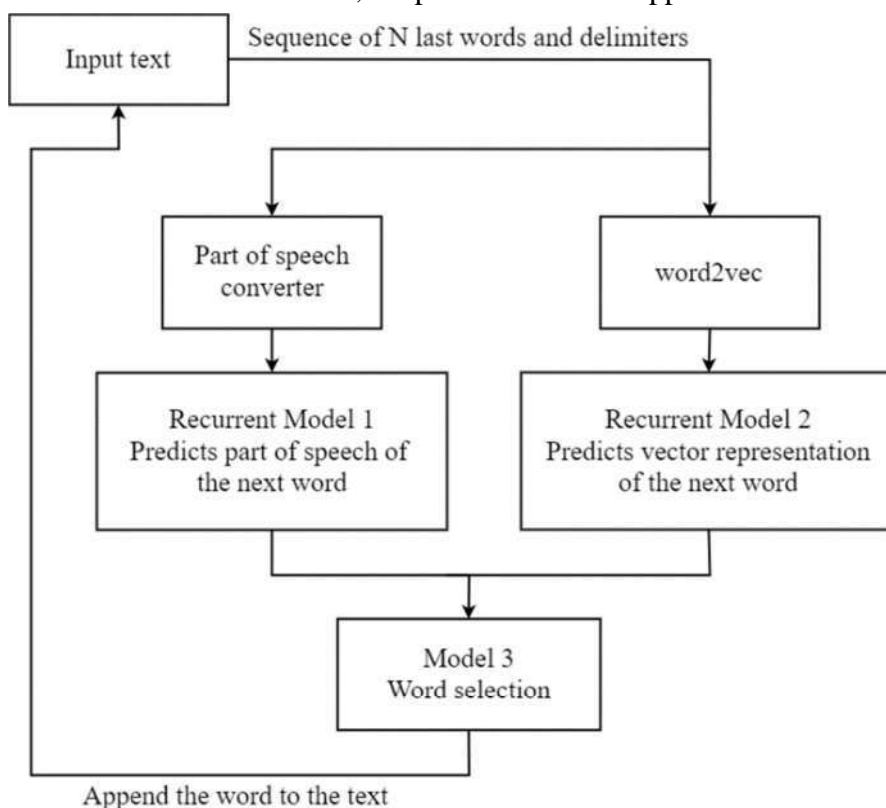 Input text
Sequence of N last words and delimiters
Part of speech
converter
word2vec
Recurrent Model 1
Predicts part of speech of
the next word
Recurrent Model 2
Predicts vector representation
of the next word
Model 3
Word selection
Append the word to the text